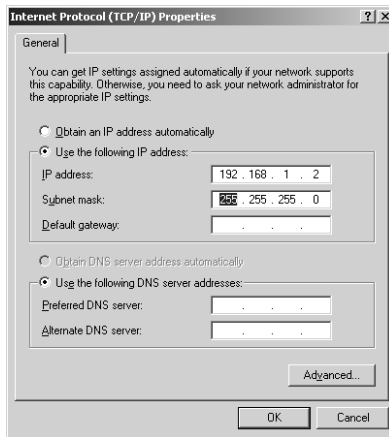 Internet Protocol (TCP/IP) Properties ? x
General
You can get IP settings assigned automatically if your network supports
this capability. Otherwise, you need to ask your network administrator for
the appropriate IP settings.
Obtain an IP address automatically
Use the following IP address:
IP address: 192 . 168 . 1 . 2
Subnet mask: 255 . 255 . 255 . 0
Default gateway: . . .
Obtain DNS server address automatically
Use the following DNS server addresses:
Preferred DNS server: . . .
Alternate DNS server: . . .
Advanced...
OK Cancel